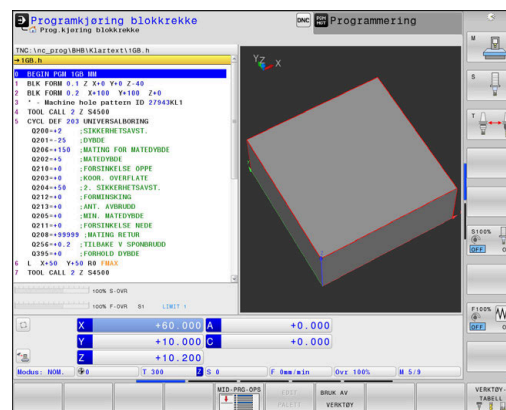 Programkjøring blokkrekke
Prog.kjøring blokkrekke
DNC
Programmering
TNC:\nc_prog\BHB\Klartext\1GB.h
→1GB.h
0 BEGIN PGM 1GB MM
1 BLK FORM 0.1 Z X+0 Y+0 Z-40
2 BLK FORM 0.2 X+100 Y+100 Z+0
3 * - Machine hole pattern ID 27943KL1
4 TOOL CALL 2 Z S4500
5 CYCL DEF 203 UNIVERSALBORING
Q200=+2 ;SIKKERHETSAVST.
Q201=-25 ;DYBDE
Q206=+150 ;MATING FOR MATEDYBDE
Q202=+5 ;MATEDYBDE
Q210=+0 ;FORSINKELSE OPPE
Q203=+0 ;KOOR. OVERFLATE
Q204=+50 ;2. SIKKERHETSAVST.
Q212=+0 ;FORMINSKING
Q213=+0 ;ANT. AVBRUDD
Q205=+0 ;MIN. MATEDYBDE
Q211=+0 ;FORSINKELSE NEDE
Q208=+99999 ;MATING RETUR
Q256=+0.2 ;TILBAKE V SPONBRUDD
Q395=+0 ;FORHOLD DYBDE
6 L X+50 Y+50 R0 FMAX
7 TOOL CALL 2 Z S4500
100% S-OVR
100% F-OVR S1 LIMIT 1
X +60.000 A +0.000
Y +10.000 C +0.000
Z +10.200
Modus: NOM. 0 T 300 Z S 0 F 0mm/min Ovr 100% M 5/9
MID-PRG-OPS
BRUK AV
VERKTØY
VERKTØY-
TABELL
M
S
T
S100%
OFF
F100%
OFF
Y Z X